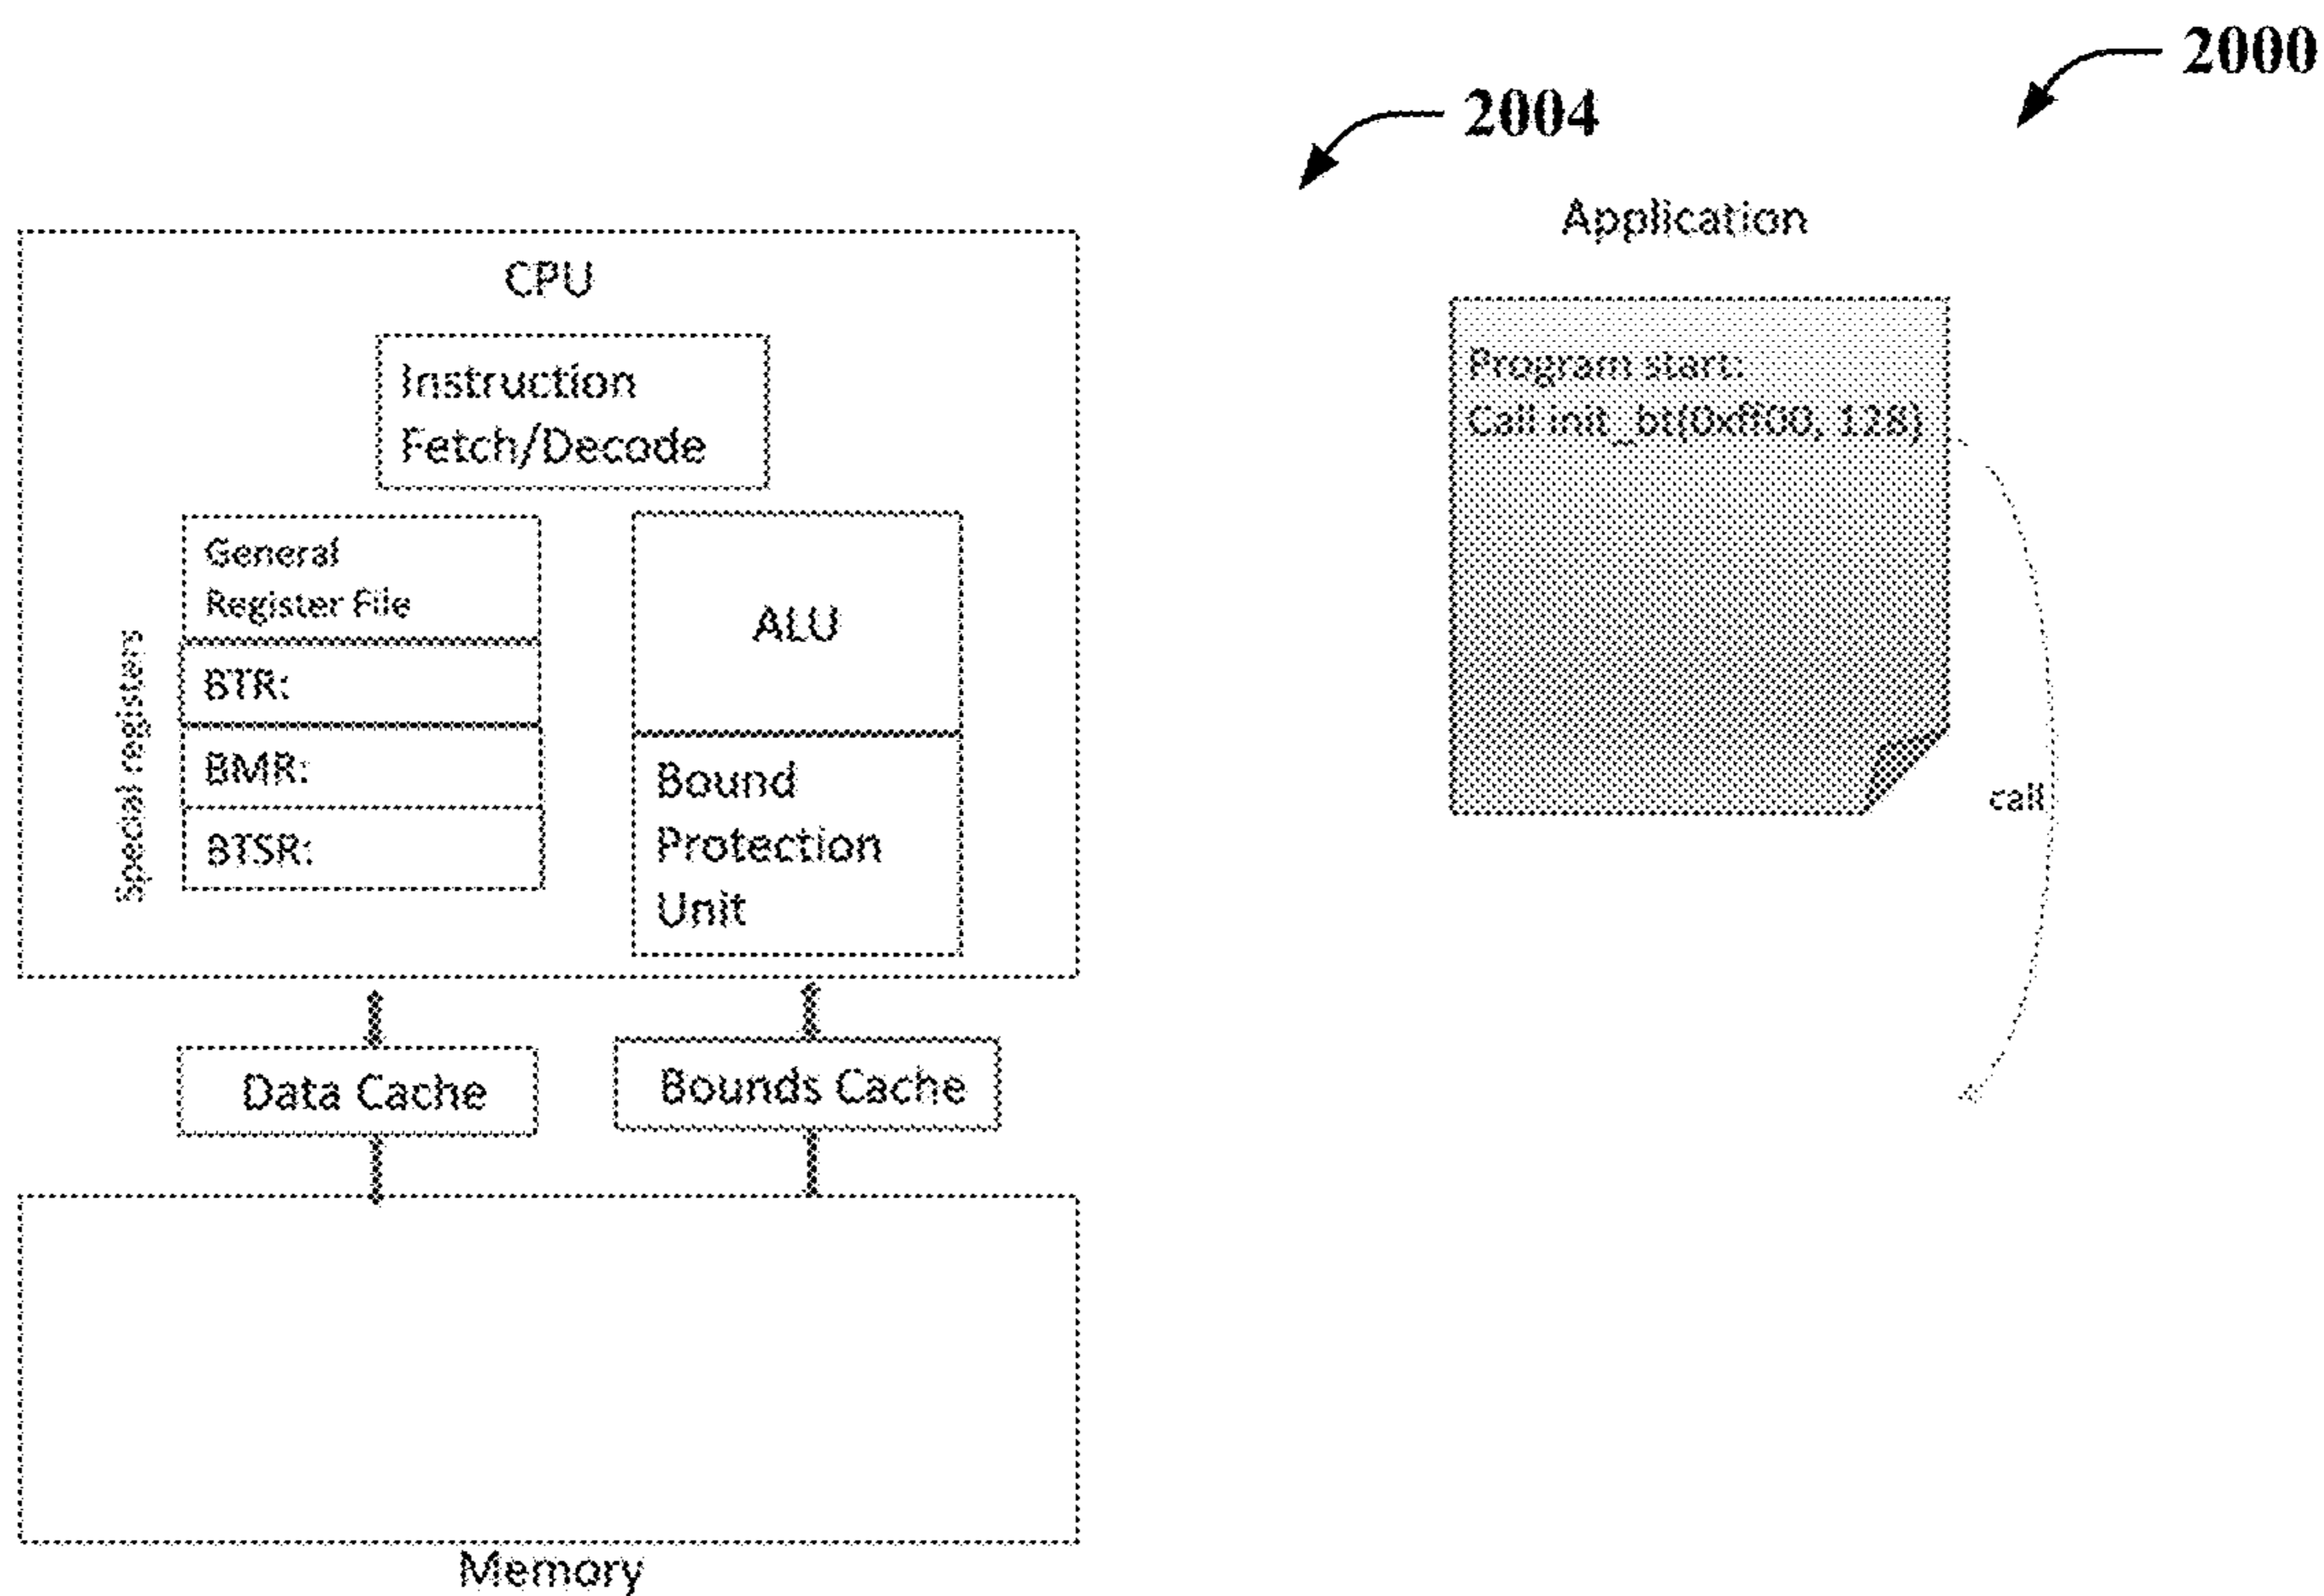 2000
2004
Application
CPU
Instruction
Fetch/Decode
General
Register File
Special registers
BTR:
BMR:
BTSR:
ALU
Bound
Protection
Unit
Data Cache
Bounds Cache
Memory
Program start:
Call init_bt(0xff00, 128)
call